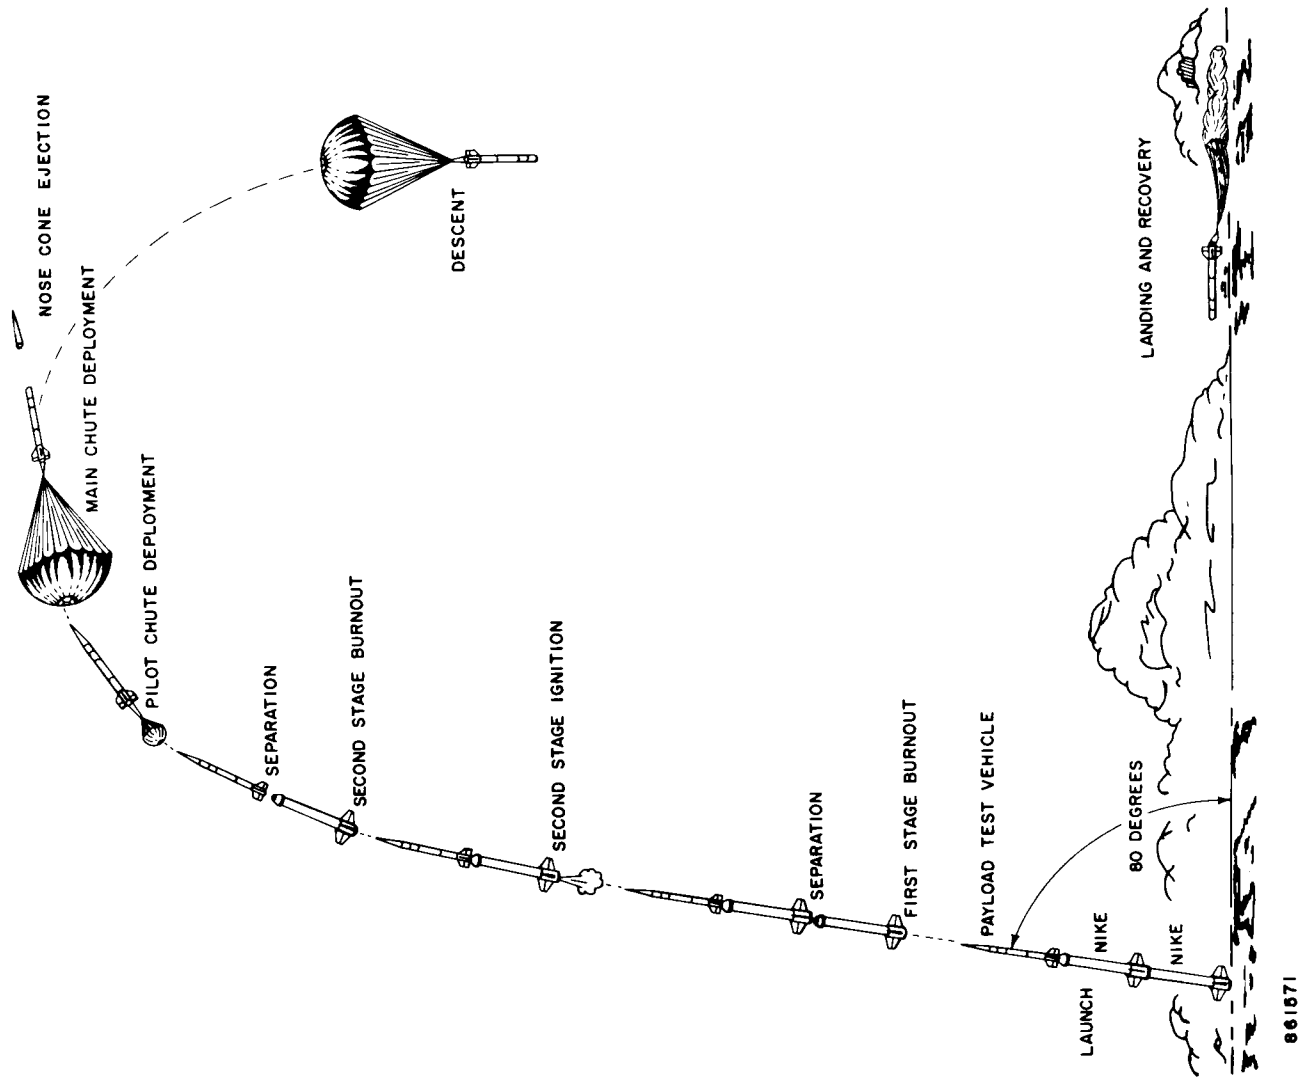 NOSE CONE EJECTION
MAIN CHUTE DEPLOYMENT
PILOT CHUTE DEPLOYMENT
DESCENT
SEPARATION
SECOND STAGE BURNOUT
SECOND STAGE IGNITION
SEPARATION
FIRST STAGE BURNOUT
PAYLOAD TEST VEHICLE
80 DEGREES
NIKE
NIKE
LAUNCH
LANDING AND RECOVERY
861571